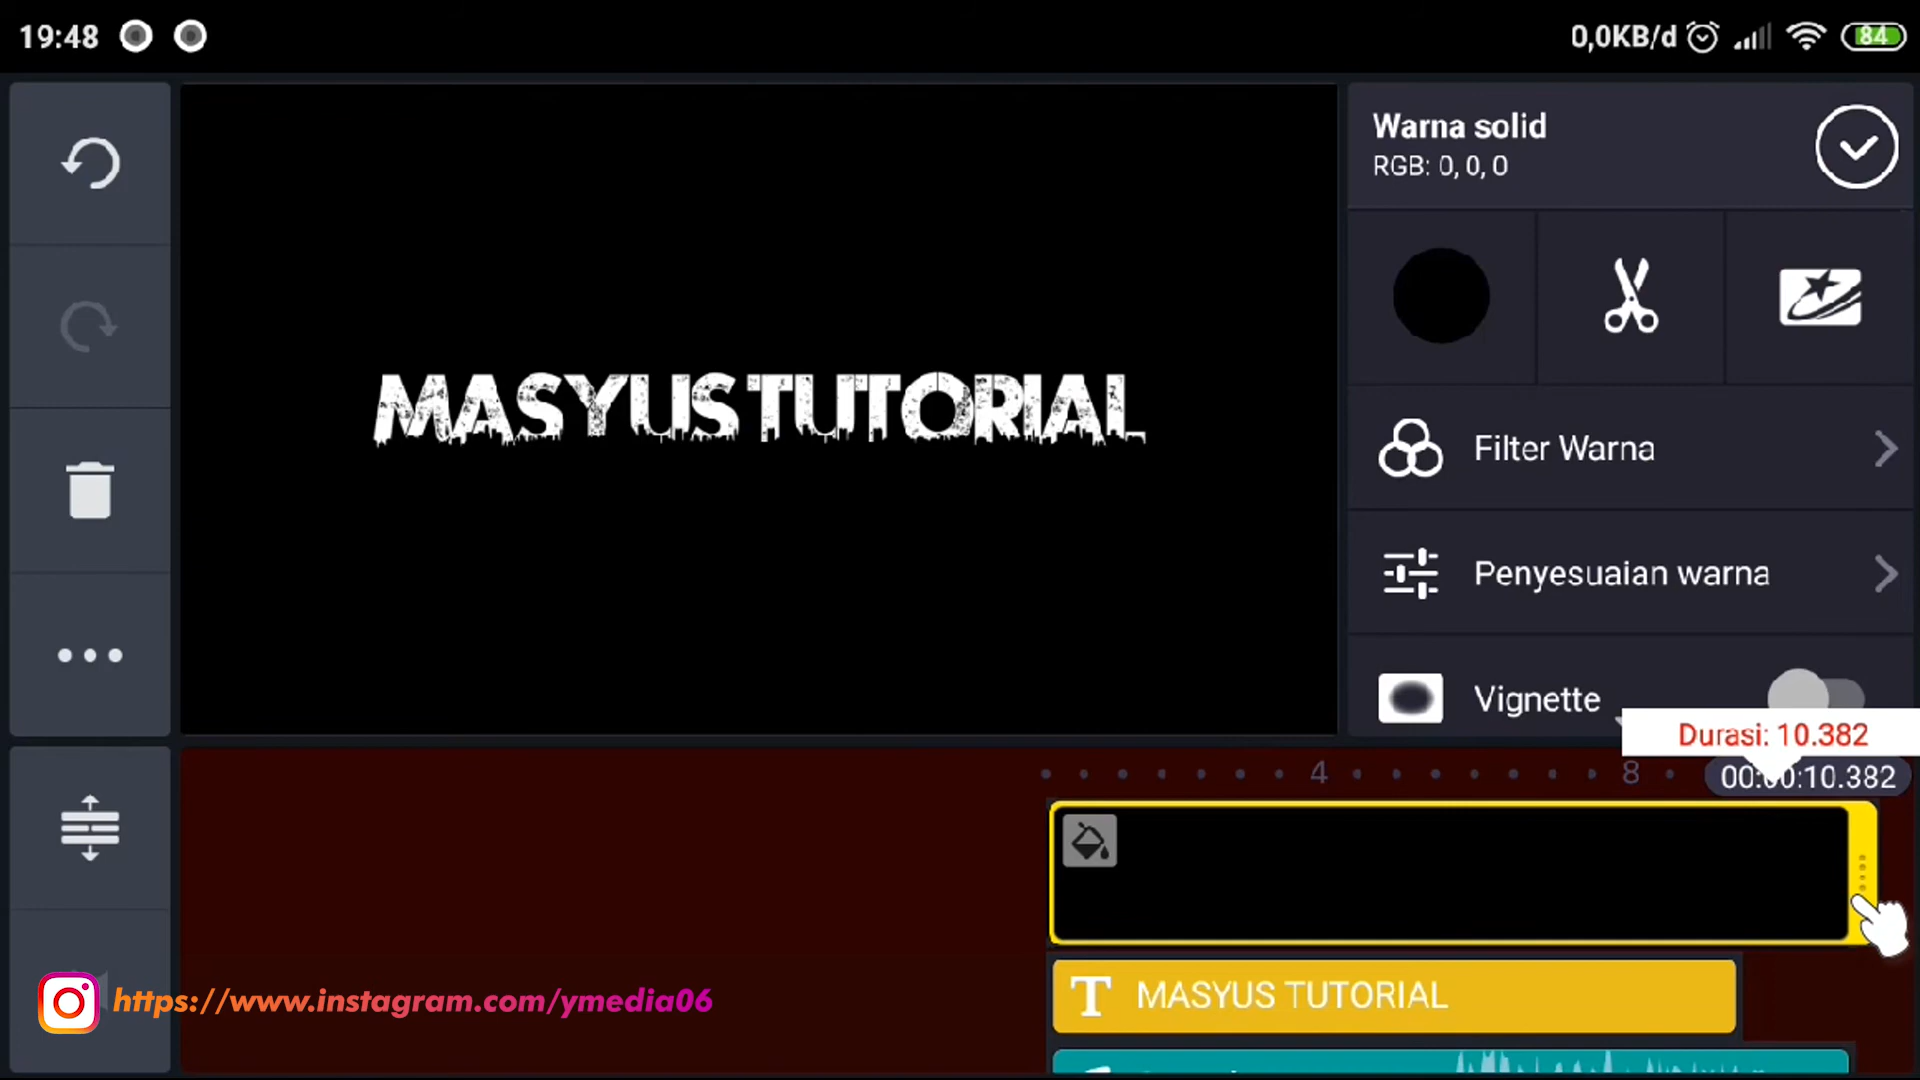 19:48
0,0KB/d
84
Warna solid
RGB: 0, 0, 0
MASYUS TUTORIAL
Filter Warna
Penyesuaian warna
Vignette
Durasi: 10.382
4
8
00:00:10.382
MASYUS TUTORIAL
https://www.instagram.com/ymedia06